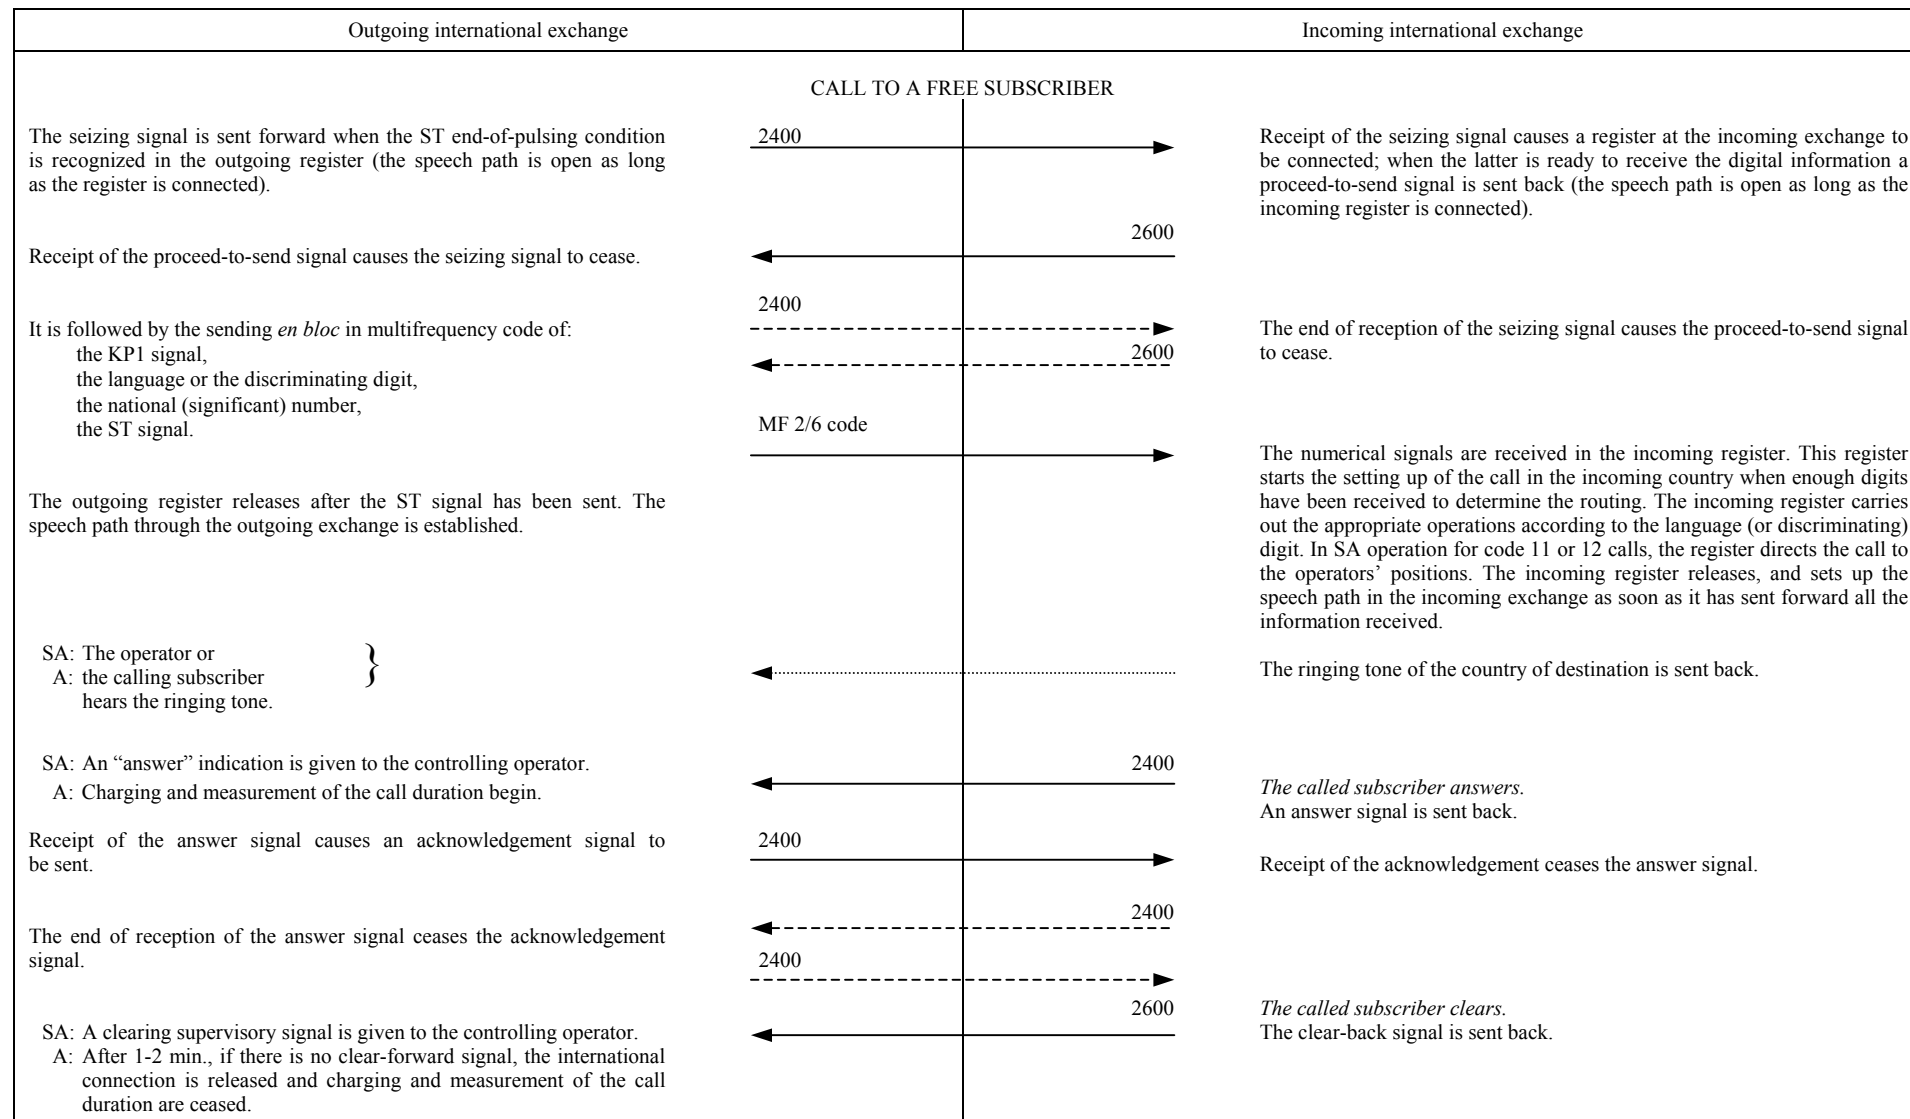 Outgoing international exchange
Incoming international exchange
CALL TO A FREE SUBSCRIBER
The seizing signal is sent forward when the ST end-of-pulsing condition
is recognized in the outgoing register (the speech path is open as long
as the register is connected).
2400
Receipt of the seizing signal causes a register at the incoming exchange to
be connected; when the latter is ready to receive the digital information a
proceed-to-send signal is sent back (the speech path is open as long as the
incoming register is connected).
2600
Receipt of the proceed-to-send signal causes the seizing signal to cease.
2400
It is followed by the sending en bloc in multifrequency code of:
the KP1 signal,
the language or the discriminating digit,
the national (significant) number,
the ST signal.
The end of reception of the seizing signal causes the proceed-to-send signal
to cease.
2600
MF 2/6 code
The numerical signals are received in the incoming register. This register
starts the setting up of the call in the incoming country when enough digits
have been received to determine the routing. The incoming register carries
out the appropriate operations according to the language (or discriminating)
digit. In SA operation for code 11 or 12 calls, the register directs the call to
the operators’ positions. The incoming register releases, and sets up the
speech path in the incoming exchange as soon as it has sent forward all the
information received.
The outgoing register releases after the ST signal has been sent. The
speech path through the outgoing exchange is established.
SA: The operator or
A: the calling subscriber
hears the ringing tone.
}
The ringing tone of the country of destination is sent back.
SA: An “answer” indication is given to the controlling operator.
A: Charging and measurement of the call duration begin.
2400
The called subscriber answers.
An answer signal is sent back.
Receipt of the answer signal causes an acknowledgement signal to
be sent.
2400
Receipt of the acknowledgement ceases the answer signal.
2400
The end of reception of the answer signal ceases the acknowledgement
signal.
2400
2600
The called subscriber clears.
The clear-back signal is sent back.
SA: A clearing supervisory signal is given to the controlling operator.
A: After 1-2 min., if there is no clear-forward signal, the international
connection is released and charging and measurement of the call
duration are ceased.